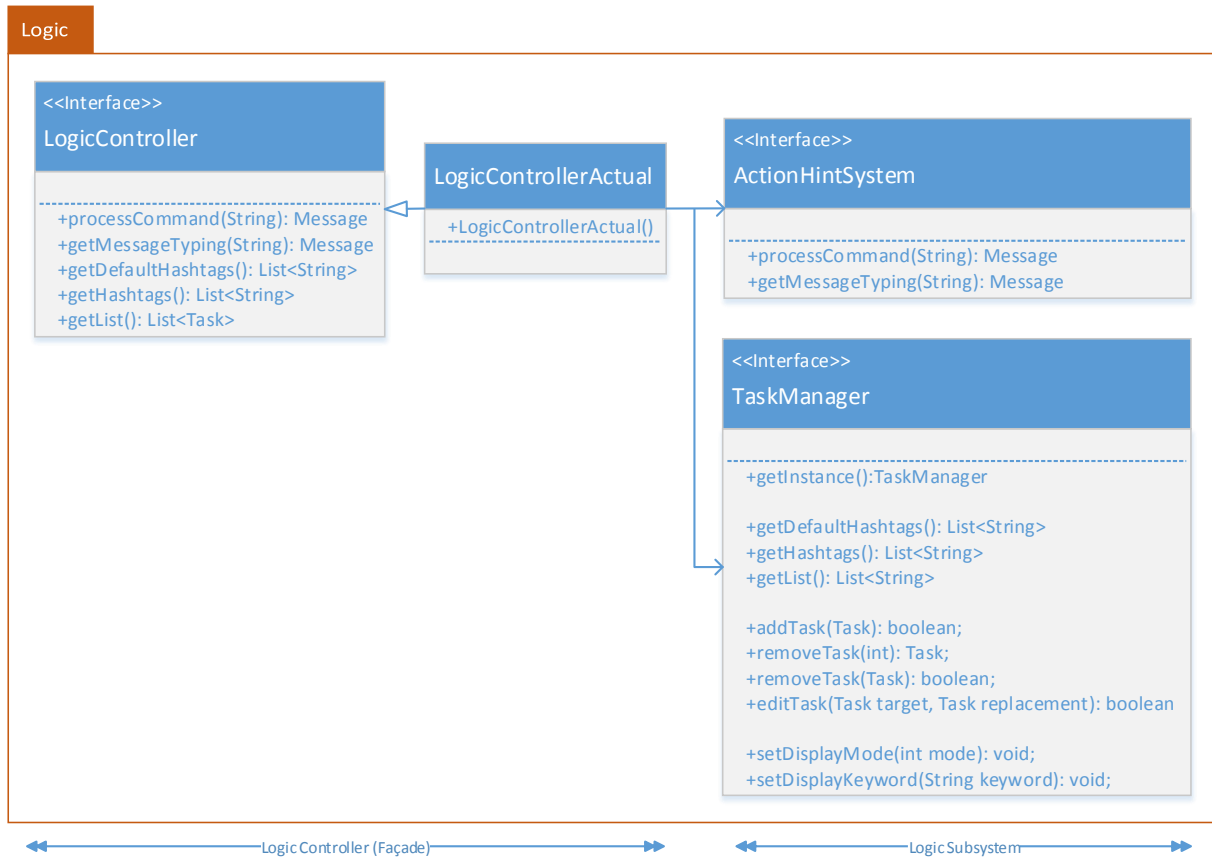 Logic
<<Interface>>
LogicController
+processCommand(String): Message
+getMessageTyping(String): Message
+getDefaultHashtags(): List<String>
+getHashtags(): List<String>
+getList(): List<Task>
LogicControllerActual
+LogicControllerActual()
<<Interface>>
ActionHintSystem
+processCommand(String): Message
+getMessageTyping(String): Message
<<Interface>>
TaskManager
+getInstance():TaskManager
+getDefaultHashtags(): List<String>
+getHashtags(): List<String>
+getList(): List<String>
+addTask(Task): boolean;
+removeTask(int): Task;
+removeTask(Task): boolean;
+editTask(Task target, Task replacement): boolean
+setDisplayMode(int mode): void;
+setDisplayKeyword(String keyword): void;
Logic Controller (Façade)
Logic Subsystem